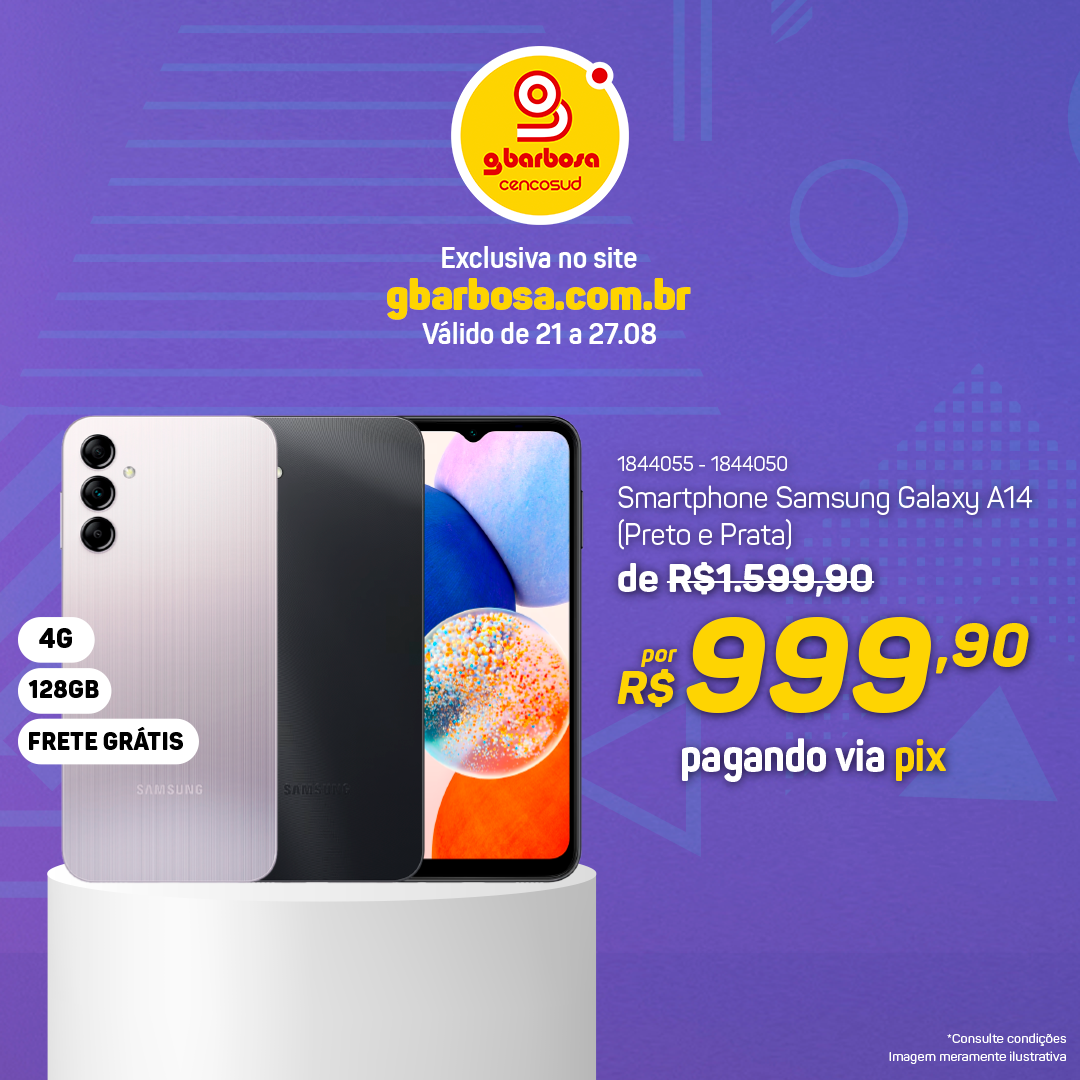 gbarbosa
cencosud
Exclusiva no site
gbarbosa.com.br
Válido de 21 a 27.08
1844055 - 1844050
Smartphone Samsung Galaxy A14
(Preto e Prata)
de R$1.599,90
por
R$ 999,90
pagando via pix
4G
128GB
FRETE GRÁTIS
SAMSUNG
SAMSUNG
*Consulte condições
Imagem meramente ilustrativa